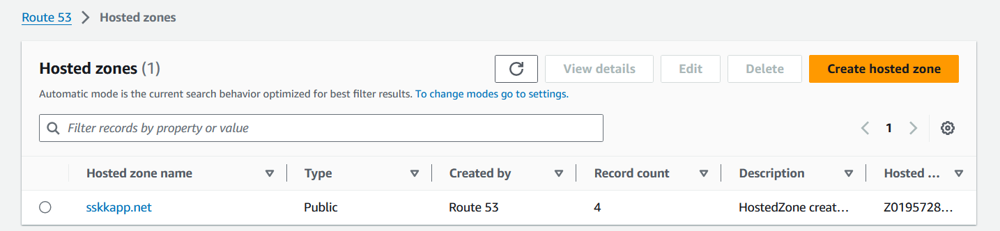 Route 53 > Hosted zones
Hosted zones (1)
View details
Edit
Delete
Create hosted zone
Automatic mode is the current search behavior optimized for best filter results. To change modes go to settings.
Filter records by property or value
1
Hosted zone name Type Created by Record count Description Hosted ...
sskkapp.net Public Route 53 4 HostedZone creat... Z0195728...